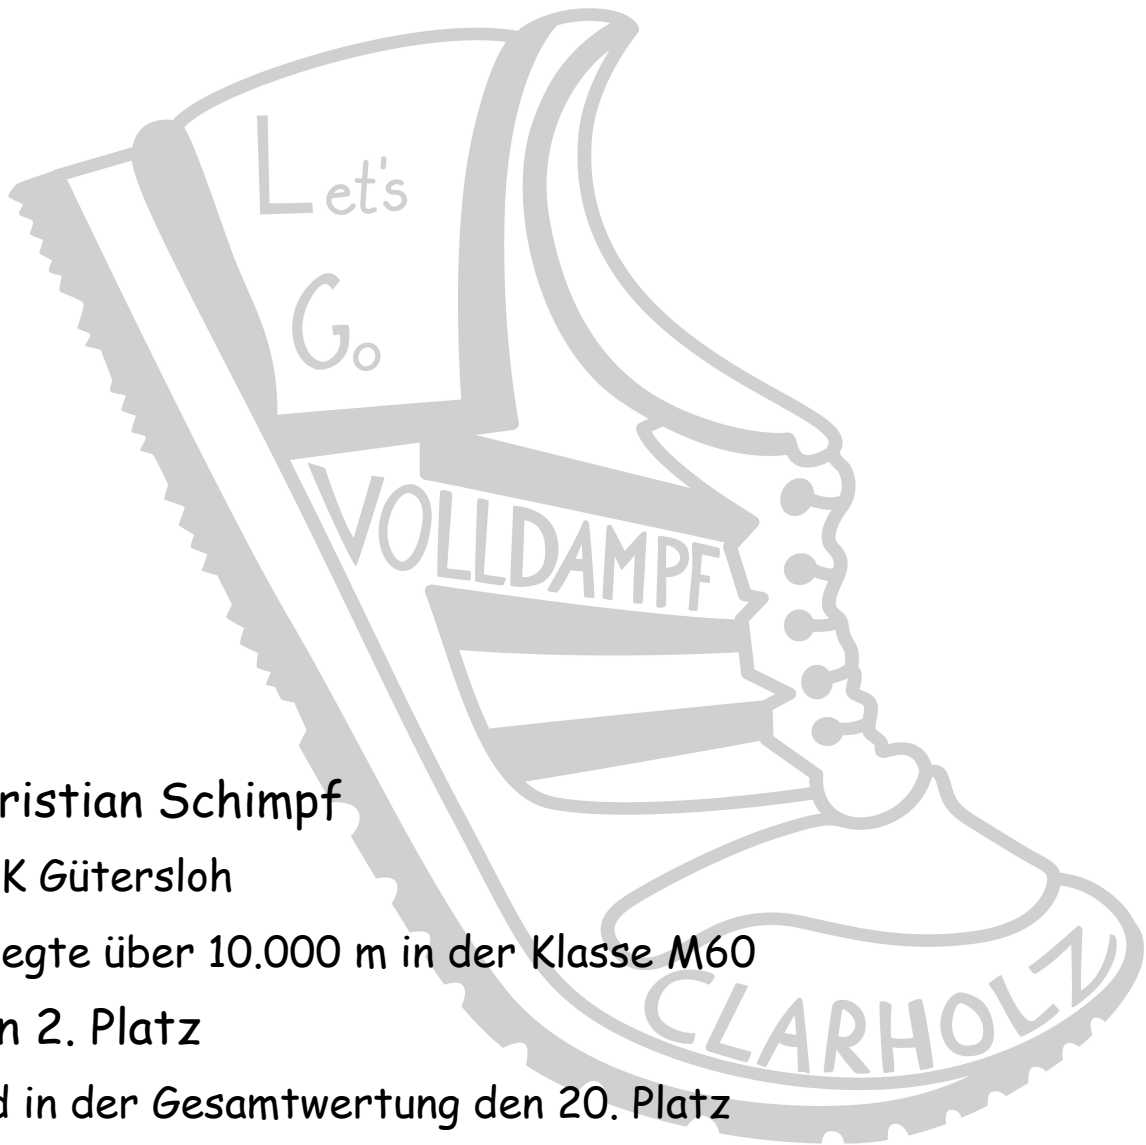 Let's
Go
VOLLDAMPF
ristian Schimpf
K Gütersloh
egte über 10.000 m in der Klasse M60
n 2. Platz
d in der Gesamtwertung den 20. Platz
CLARHOLZ